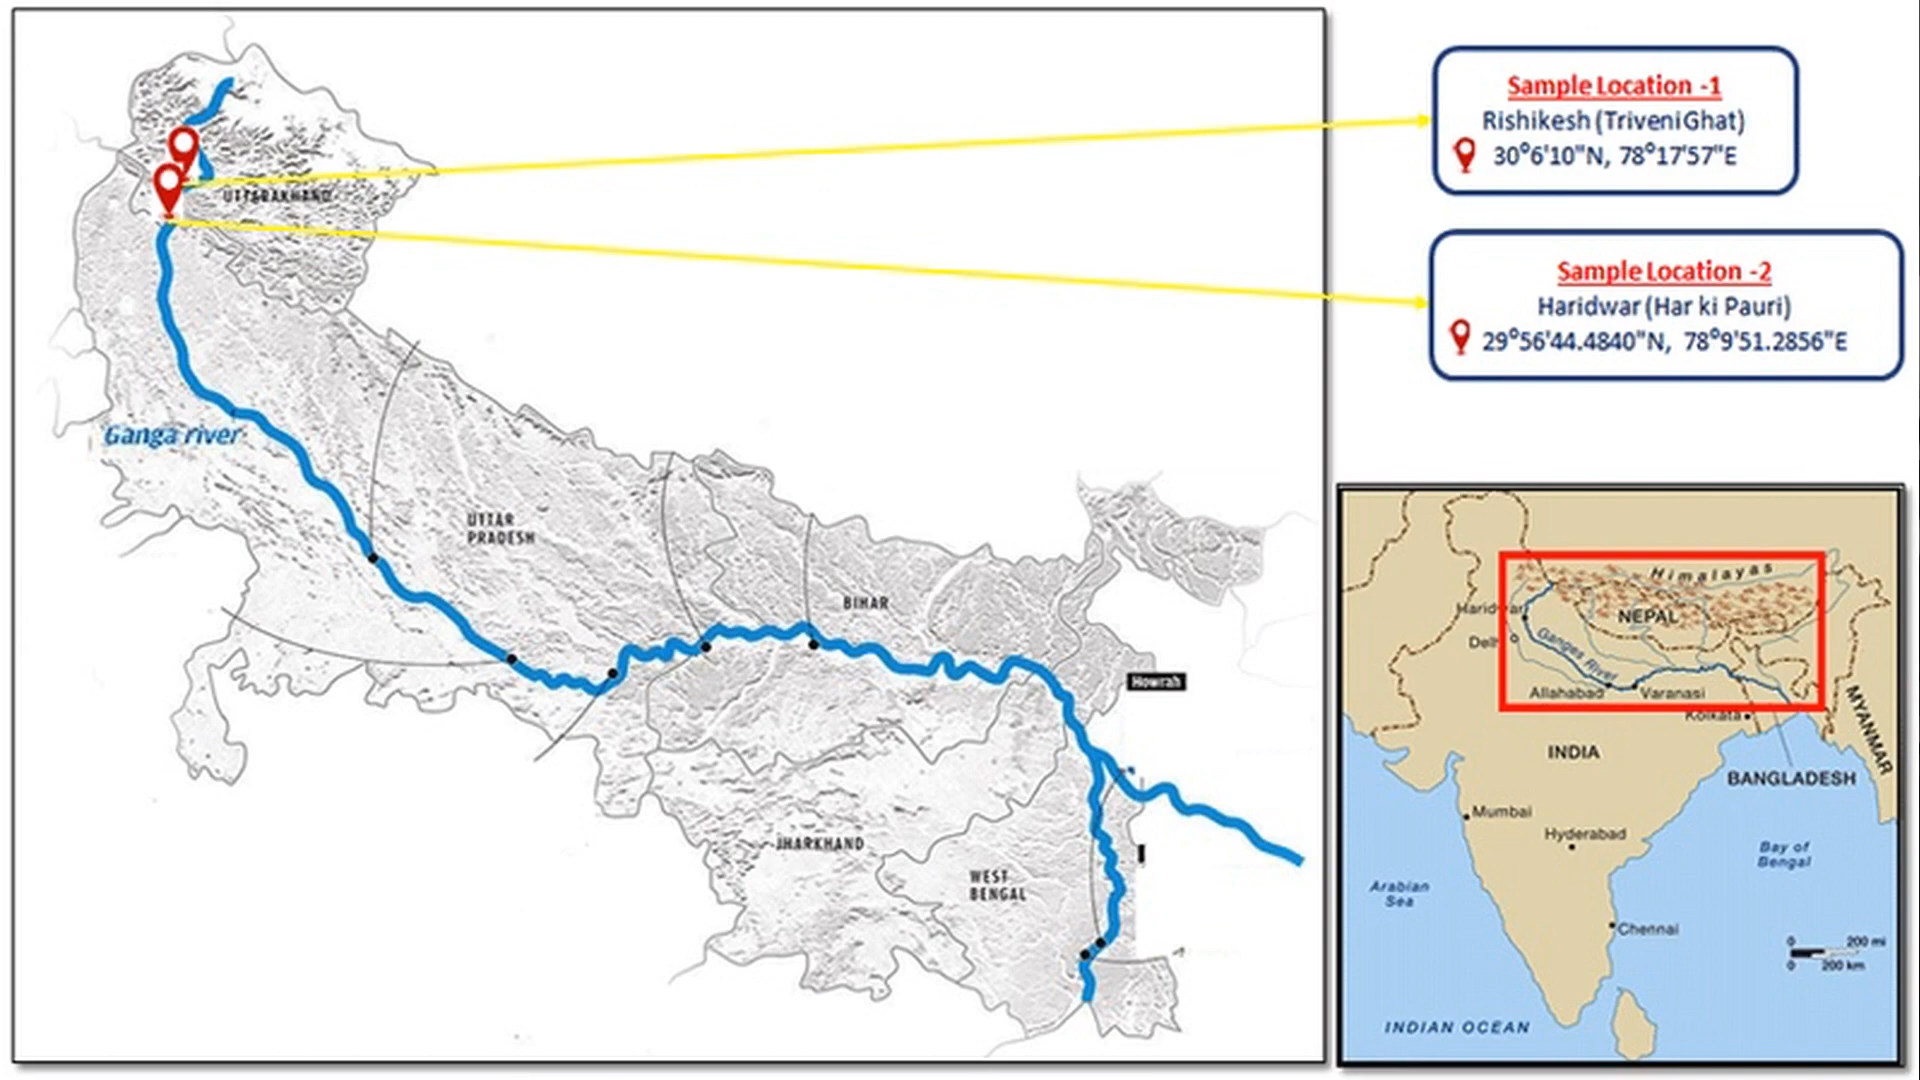 Sample Location -1
Rishikesh (TriveniGhat)
30°6'10"N, 78°17'57"E
Sample Location -2
Haridwar (Har ki Pauri)
29°56'44.4840"N, 78°9'51.2856"E
UTTARAKHAND
Ganga river
UTTAR
PRADESH
BIHAR
Howrah
JHARKHAND
WEST
BENGAL
Himalayas
Haridwar
NEPAL
Delhi
Ganges River
Allahabad
Varanasi
Kolkata
MYANMAR
INDIA
BANGLADESH
Mumbai
Hyderabad
Bay of
Bengal
Arabian
Sea
Chennai
0 200 mi
0 200 km
INDIAN OCEAN